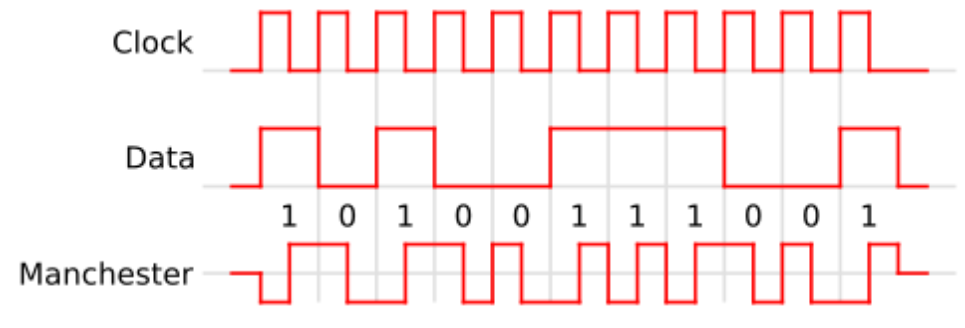 Clock
Data
1 0 1 0 0 1 1 1 0 0 1
Manchester